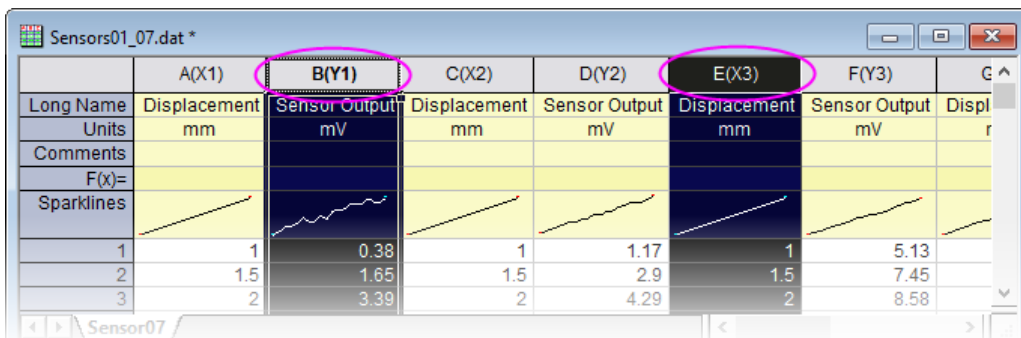 Sensors01_07.dat *
A(X1) B(Y1) C(X2) D(Y2) E(X3) F(Y3)
Long Name Displacement Sensor Output Displacement Sensor Output Displacement Sensor Output Displ
Units mm mV mm mV mm mV
Comments
F(x)=
Sparklines
1 1 0.38 1 1.17 1 5.13
2 1.5 1.65 1.5 2.9 1.5 7.45
3 2 3.39 2 4.29 2 8.58
Sensor07